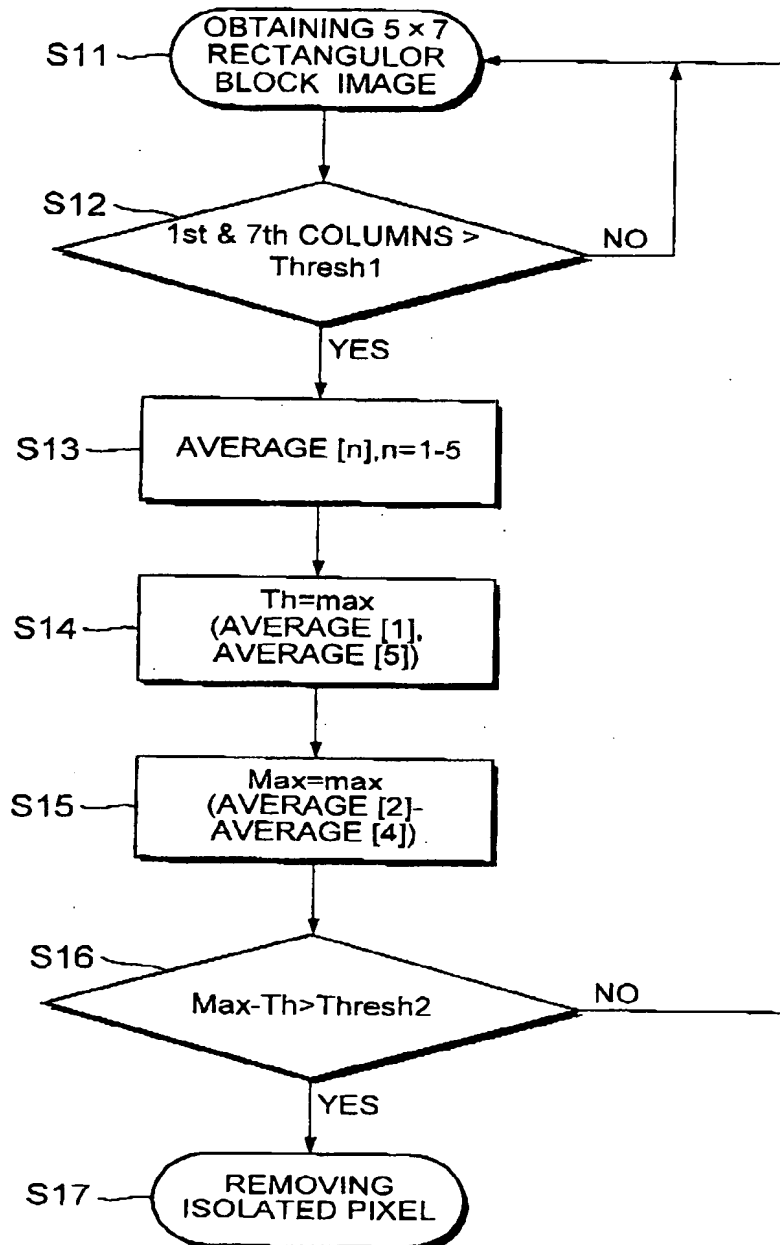 S11
OBTAINING 5 × 7
RECTANGULOR
BLOCK IMAGE
S12
1st & 7th COLUMNS >
Thresh1
NO
YES
S13
AVERAGE [n],n=1-5
S14
Th=max
(AVERAGE [1],
AVERAGE [5])
S15
Max=max
(AVERAGE [2]-
AVERAGE [4])
S16
Max-Th>Thresh2
NO
YES
S17
REMOVING
ISOLATED PIXEL